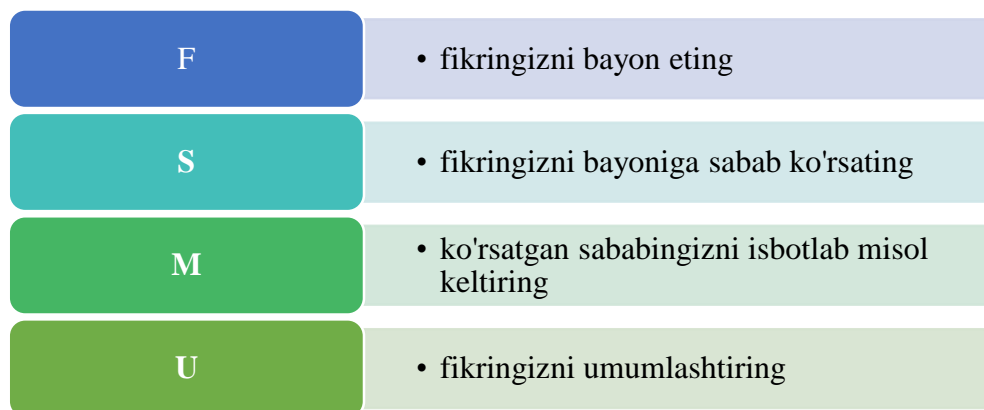 F
• fikringizni bayon eting
S
• fikringizni bayoniga sabab ko'rsating
M
• ko'rsatgan sababingizni isbotlab misol
keltiring
U
• fikringizni umumlashtiring